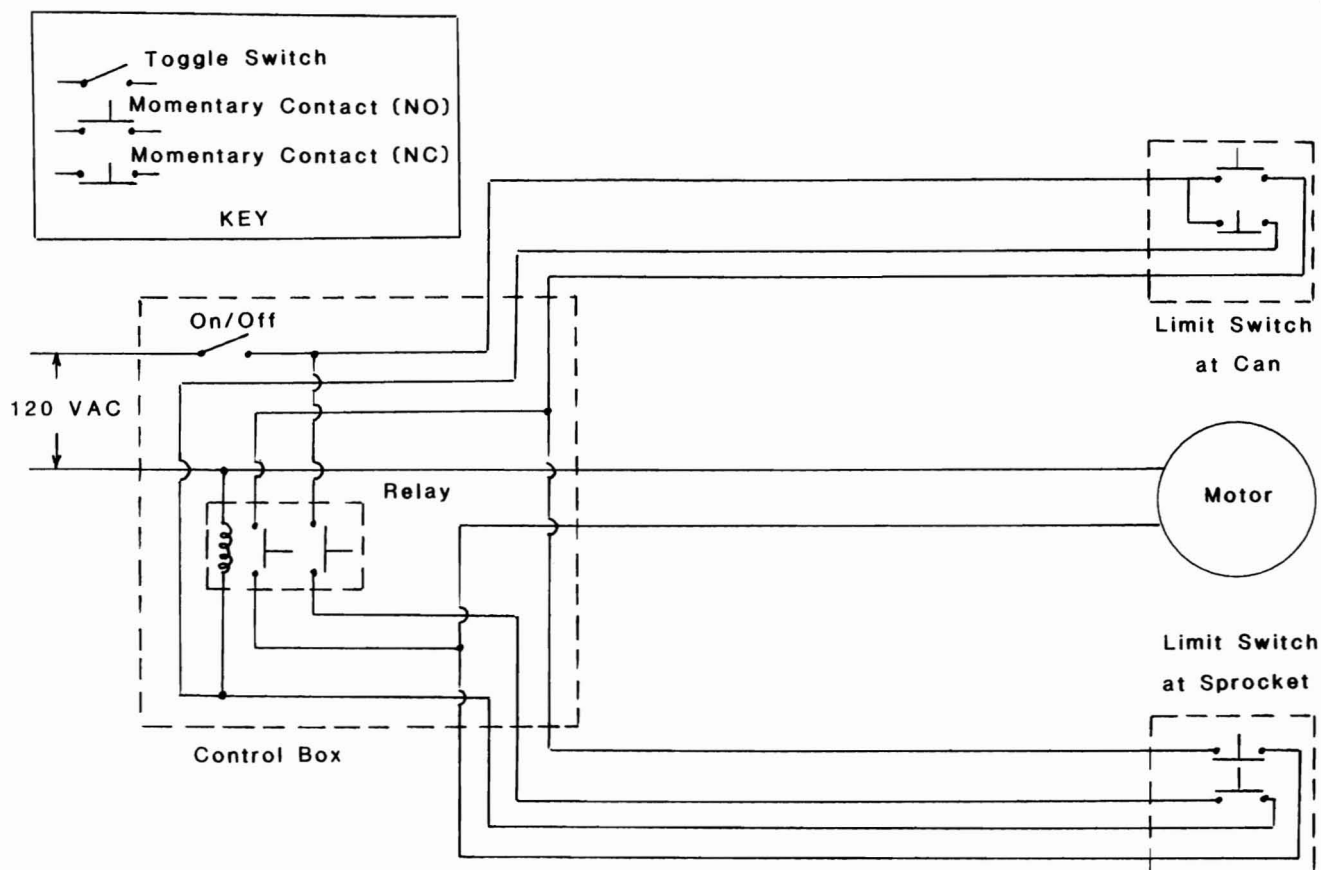 Toggle Switch
Momentary Contact (NO)
Momentary Contact (NC)
KEY
On/Off
Limit Switch
at Can
120 VAC
Relay
Motor
Limit Switch
at Sprocket
Control Box